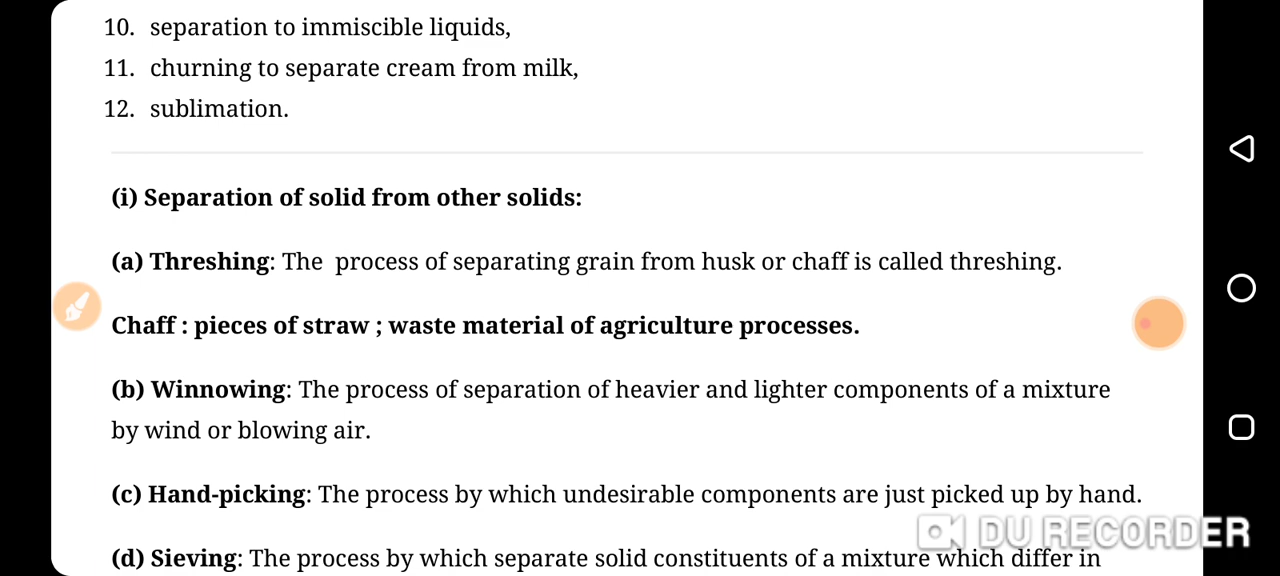 10. separation to immiscible liquids,
11. churning to separate cream from milk,
12. sublimation.
(i) Separation of solid from other solids:
(a) Threshing: The process of separating grain from husk or chaff is called threshing.
Chaff : pieces of straw ; waste material of agriculture processes.
(b) Winnowing: The process of separation of heavier and lighter components of a mixture
by wind or blowing air.
(c) Hand-picking: The process by which undesirable components are just picked up by hand.
(d) Sieving: The process by which separate solid constituents of a mixture which differ in
DU RECORDER